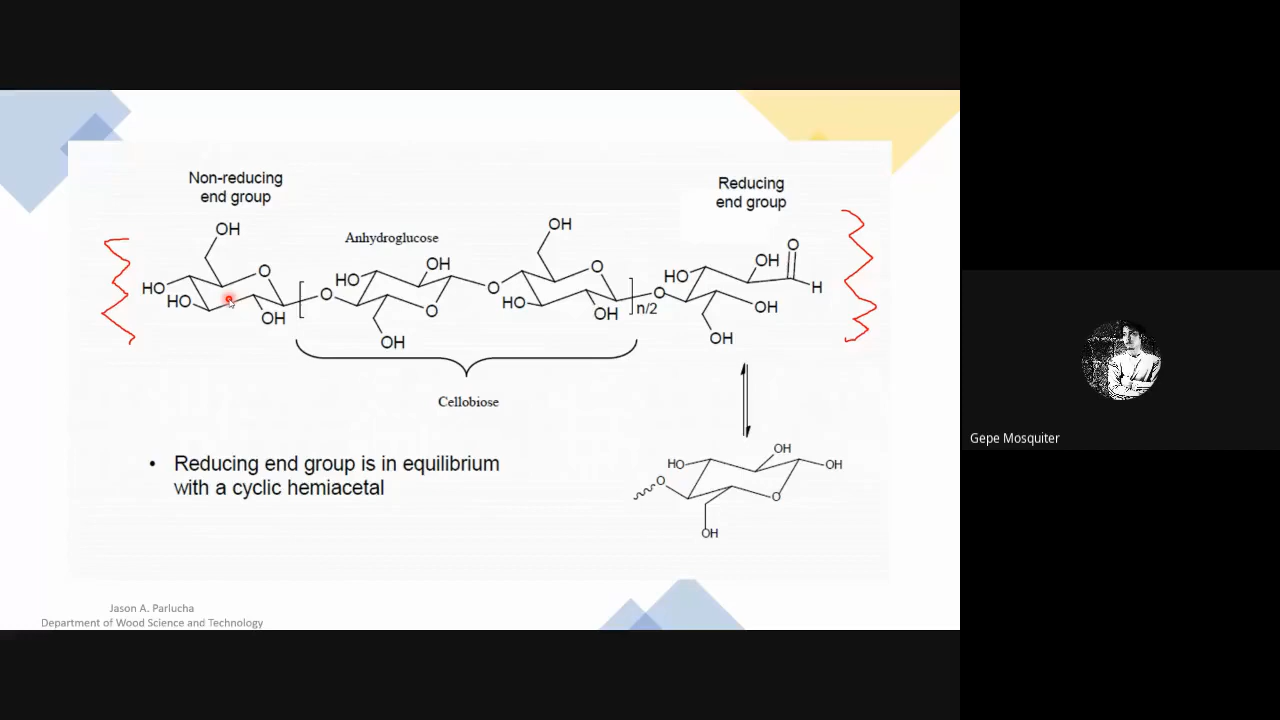 Non-reducing
end group
Reducing
end group
OH
Anhydroglucose
OH
O
HO
HO
OH
O
HO
OH
O
OH
O
HO
OH
O
n/2
O
HO
OH
O
H
OH
OH
Cellobiose
• Reducing end group is in equilibrium
with a cyclic hemiacetal
HO
OH
OH
O
O
OH
Jason A. Parlucha
Department of Wood Science and Technology
Gepe Mosquiter